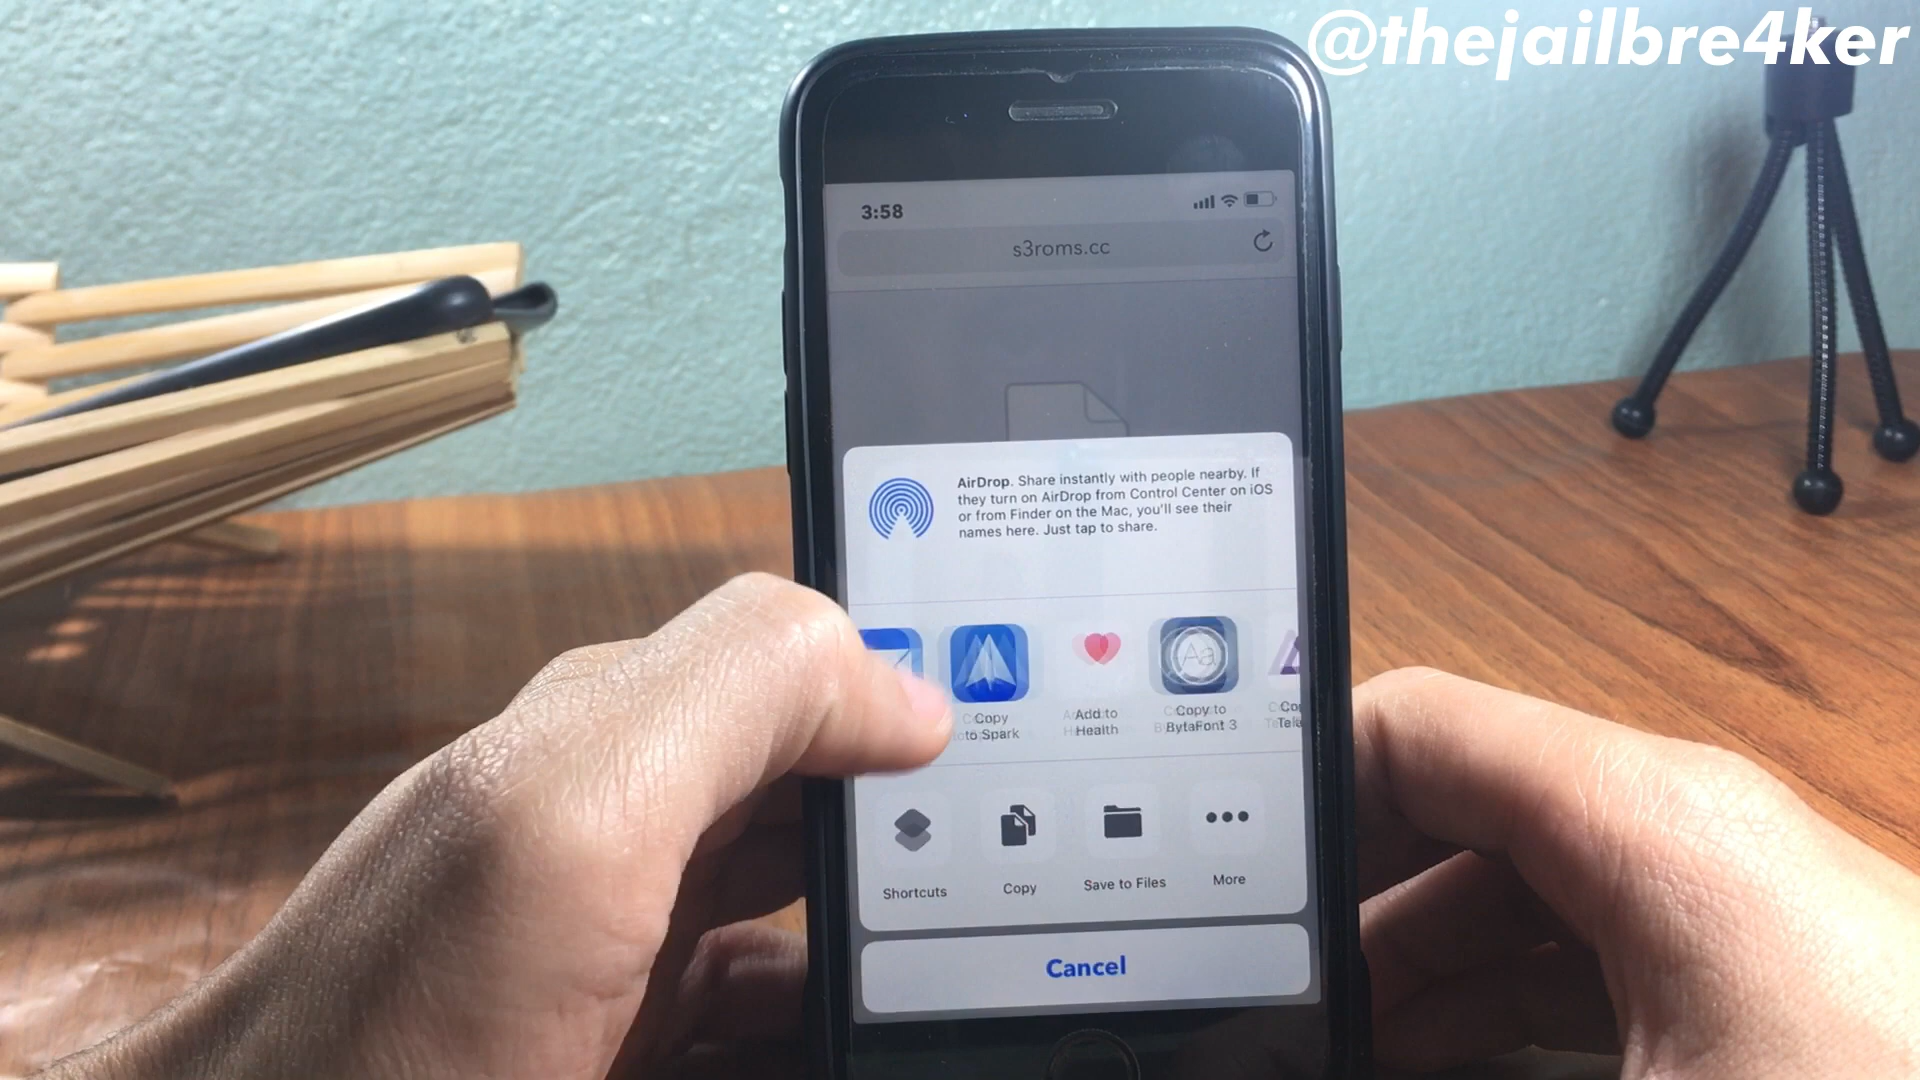 @thejailbre4ker
3:58
s3roms.cc
AirDrop. Share instantly with people nearby. If
they turn on AirDrop from Control Center on iOS
or from Finder on the Mac, you'll see their
names here. Just tap to share.
Copy
to Spark
Add to
Health
Copy to
BytaFont 3
Shortcuts
Copy
Save to Files
More
Cancel